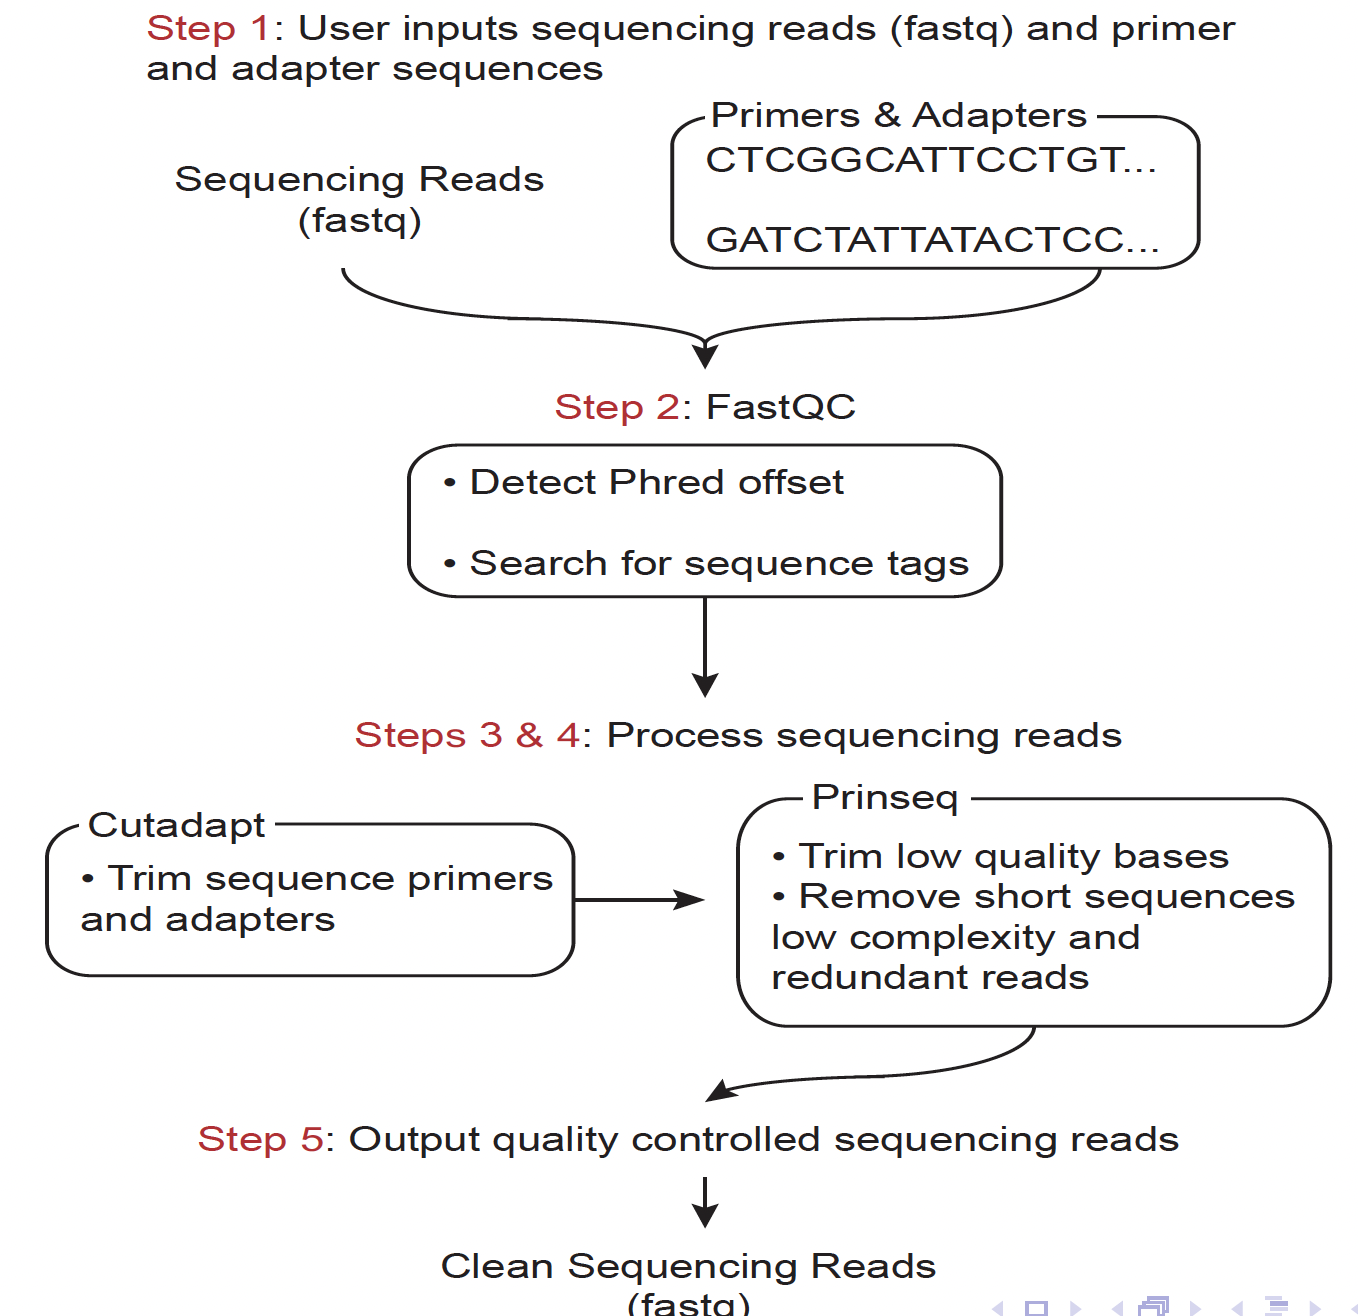 Step 1: User inputs sequencing reads (fastq) and primer
and adapter sequences
Sequencing Reads
(fastq)
Primers & Adapters
CTCGGCATTCCTGT...
GATCTATTATACTCC...
Step 2: FastQC
• Detect Phred offset
• Search for sequence tags
Steps 3 & 4: Process sequencing reads
Cutadapt
• Trim sequence primers
and adapters
Prinseq
• Trim low quality bases
• Remove short sequences
low complexity and
redundant reads
Step 5: Output quality controlled sequencing reads
Clean Sequencing Reads
(fastq)